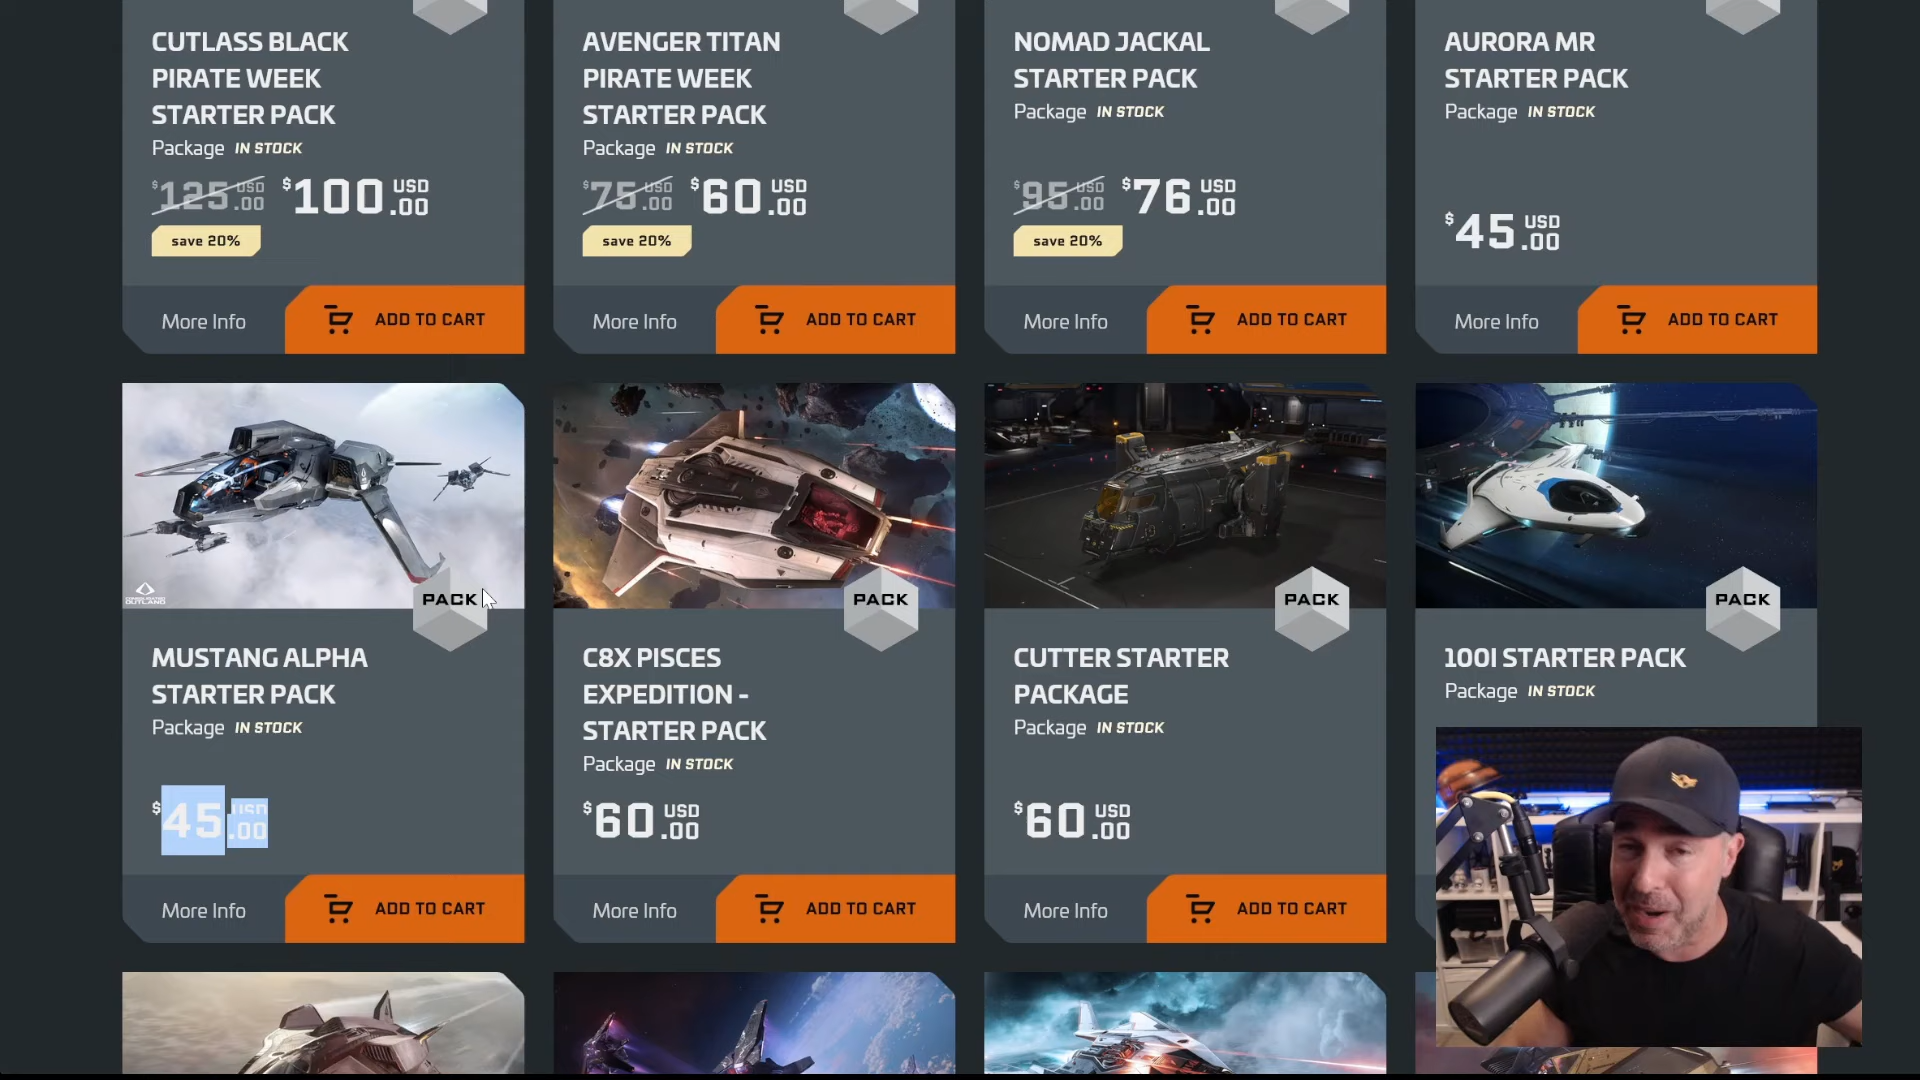 CUTLASS BLACK
PIRATE WEEK
STARTER PACK
Package IN STOCK
$125 USD .00 $100 USD .00
save 20%
More Info ADD TO CART
AVENGER TITAN
PIRATE WEEK
STARTER PACK
Package IN STOCK
$75 USD .00 $60 USD .00
save 20%
More Info ADD TO CART
NOMAD JACKAL
STARTER PACK
Package IN STOCK
$95 USD .00 $76 USD .00
save 20%
More Info ADD TO CART
AURORA MR
STARTER PACK
Package IN STOCK
$45 USD .00
More Info ADD TO CART
PACK
MUSTANG ALPHA
STARTER PACK
Package IN STOCK
$45 USD .00
More Info ADD TO CART
PACK
C8X PISCES
EXPEDITION -
STARTER PACK
Package IN STOCK
$60 USD .00
More Info ADD TO CART
PACK
CUTTER STARTER
PACKAGE
Package IN STOCK
$60 USD .00
More Info ADD TO CART
PACK
100I STARTER PACK
Package IN STOCK